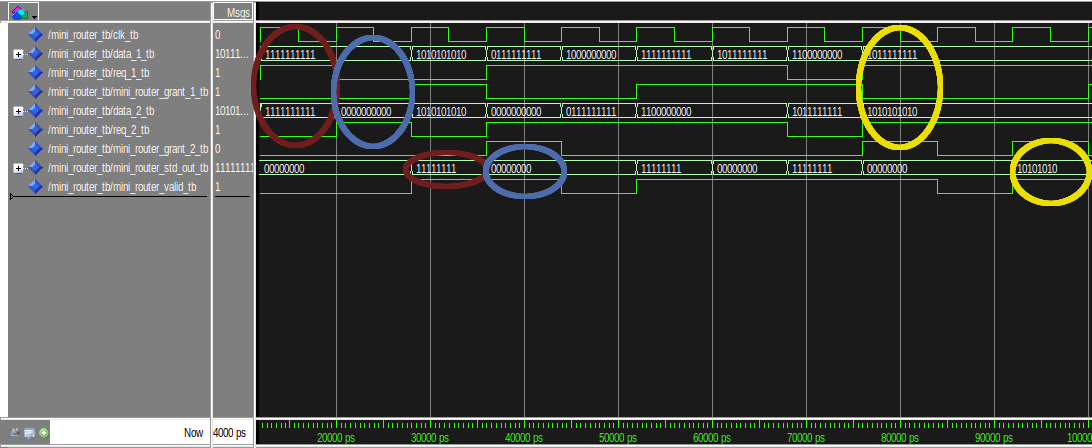 Msgs
/mini_router_tb/clk_tb 0
/mini_router_tb/data_1_tb 10111... 1111111111 1010101010 0111111111 1000000000 1111111111 1011111111 1100000000 1011111111
/mini_router_tb/req_1_tb 1
/mini_router_tb/mini_router_grant_1_tb 1
/mini_router_tb/data_2_tb 10101... 1111111111 0000000000 1010101010 0000000000 0111111111 1100000000 1011111111 1010101010
/mini_router_tb/req_2_tb 1
/mini_router_tb/mini_router_grant_2_tb 0
/mini_router_tb/mini_router_std_out_tb 11111111 00000000 11111111 00000000 11111111 00000000 11111111 00000000 10101010
/mini_router_tb/mini_router_valid_tb 1
Now 4000 ps 20000 ps 30000 ps 40000 ps 50000 ps 60000 ps 70000 ps 80000 ps 90000 ps